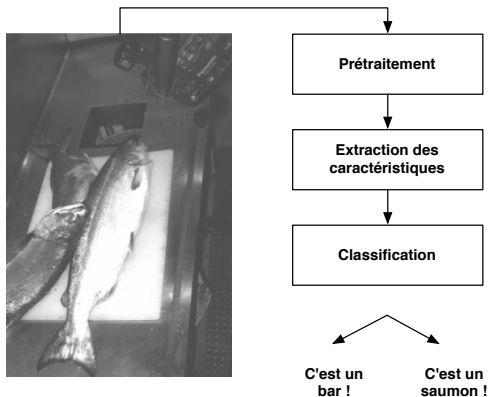 Prétraitement
Extraction des
caractéristiques
Classification
C'est un
bar !
C'est un
saumon !